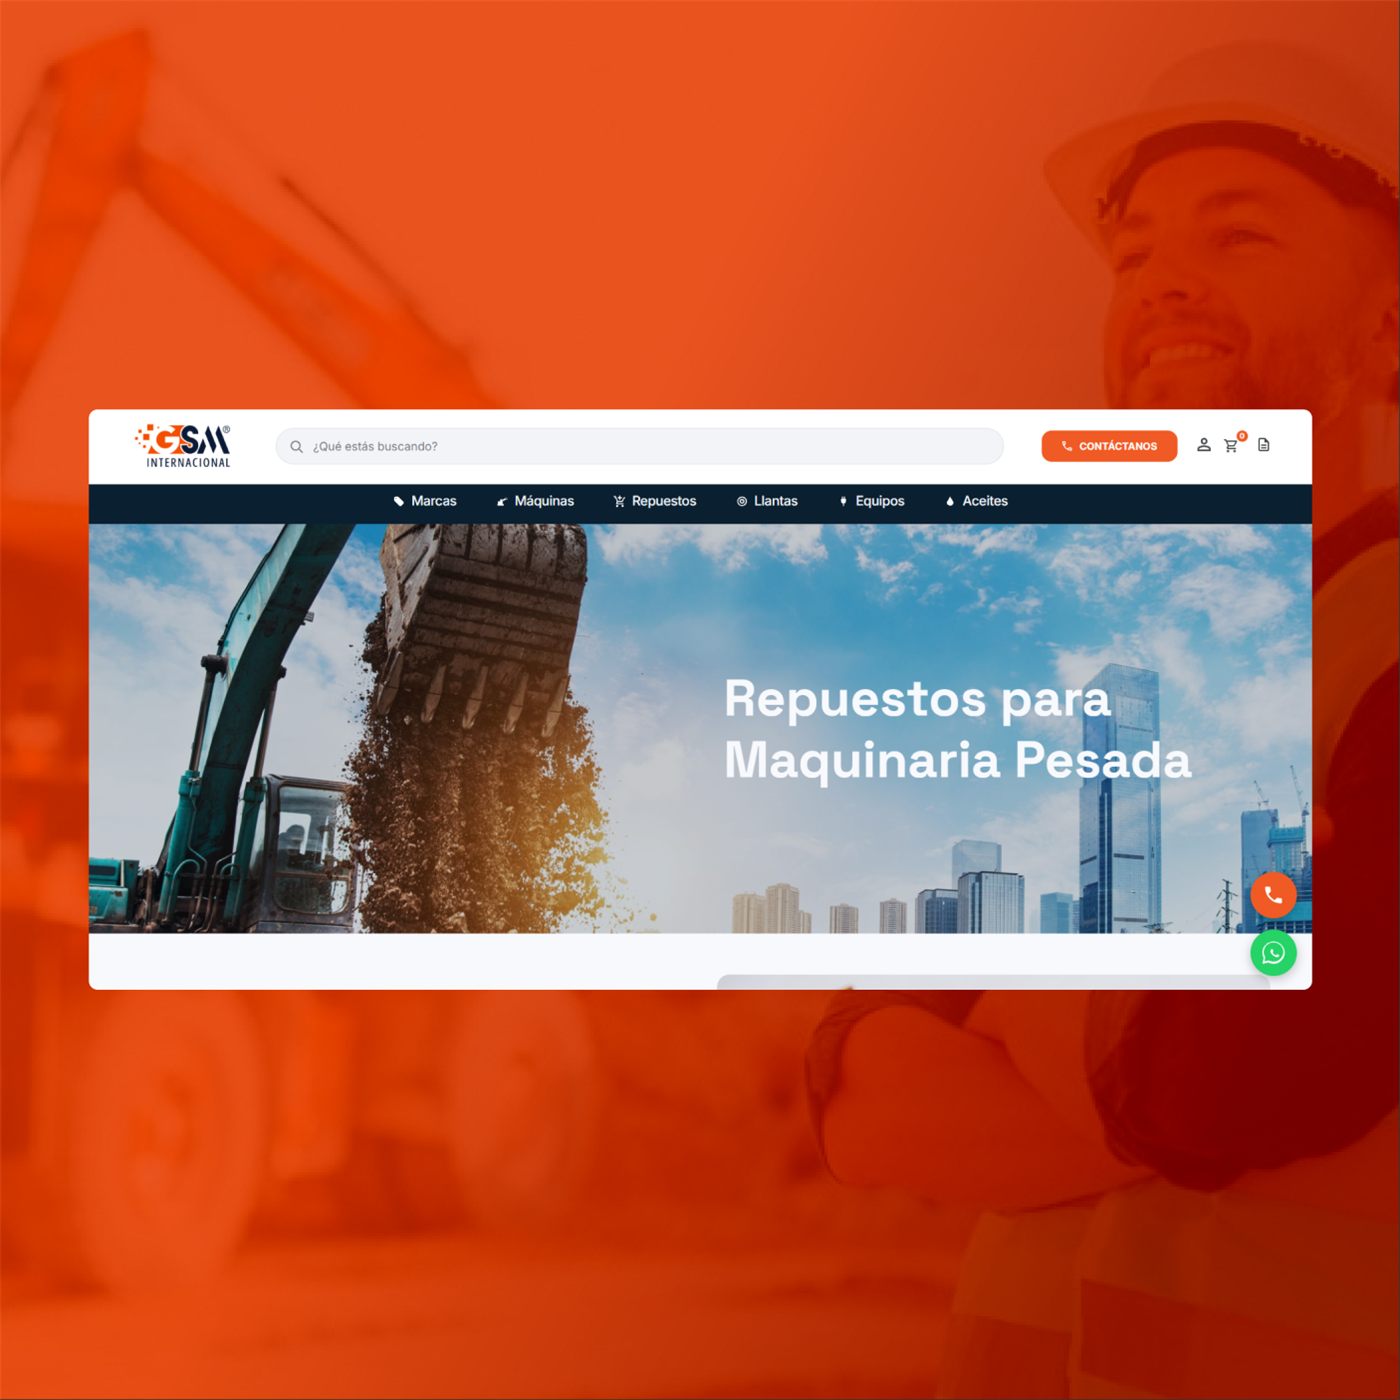 GSM®
INTERNACIONAL
¿Qué estás buscando?
CONTÁCTANOS
0
Marcas
Máquinas
Repuestos
Llantas
Equipos
Aceites
Repuestos para
Maquinaria Pesada